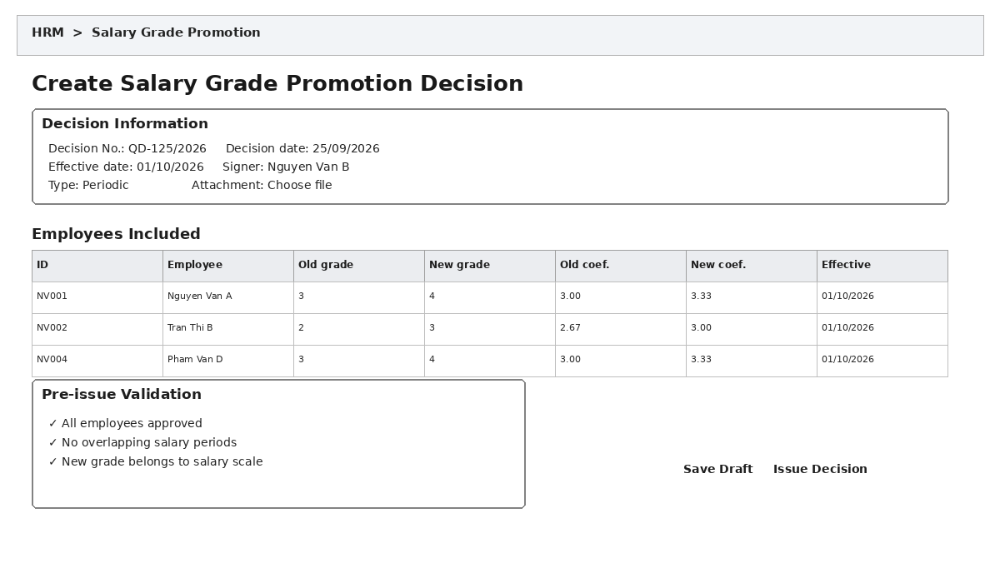 HRM > Salary Grade Promotion
Create Salary Grade Promotion Decision
Decision Information
Decision No.: QD-125/2026 Decision date: 25/09/2026
Effective date: 01/10/2026 Signer: Nguyen Van B
Type: Periodic Attachment: Choose file
Employees Included
ID Employee Old grade New grade Old coef. New coef. Effective
NV001 Nguyen Van A 3 4 3.00 3.33 01/10/2026
NV002 Tran Thi B 2 3 2.67 3.00 01/10/2026
NV004 Pham Van D 3 4 3.00 3.33 01/10/2026
Pre-issue Validation
✓ All employees approved
✓ No overlapping salary periods
✓ New grade belongs to salary scale
Save Draft Issue Decision